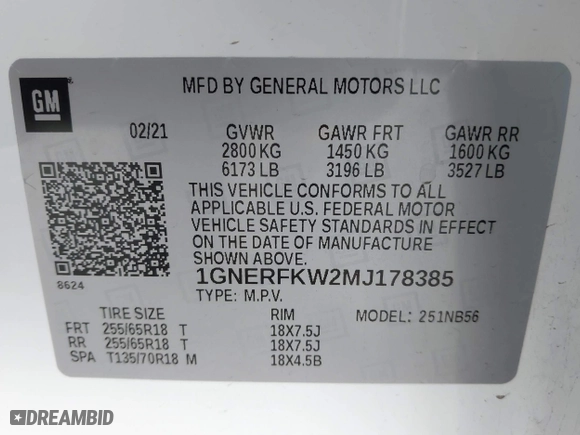 GM
MFD BY GENERAL MOTORS LLC
02/21 GVWR GAWR FRT GAWR RR
2800 KG 1450 KG 1600 KG
6173 LB 3196 LB 3527 LB
THIS VEHICLE CONFORMS TO ALL
APPLICABLE U.S. FEDERAL MOTOR
VEHICLE SAFETY STANDARDS IN EFFECT
ON THE DATE OF MANUFACTURE
SHOWN ABOVE.
8624 1GNERFKW2MJ178385
TYPE: M.P.V.
TIRE SIZE RIM MODEL: 251NB56
FRT 255/65R18 T 18X7.5J
RR 255/65R18 T 18X7.5J
SPA T135/70R18 M 18X4.5B
DREAMBID